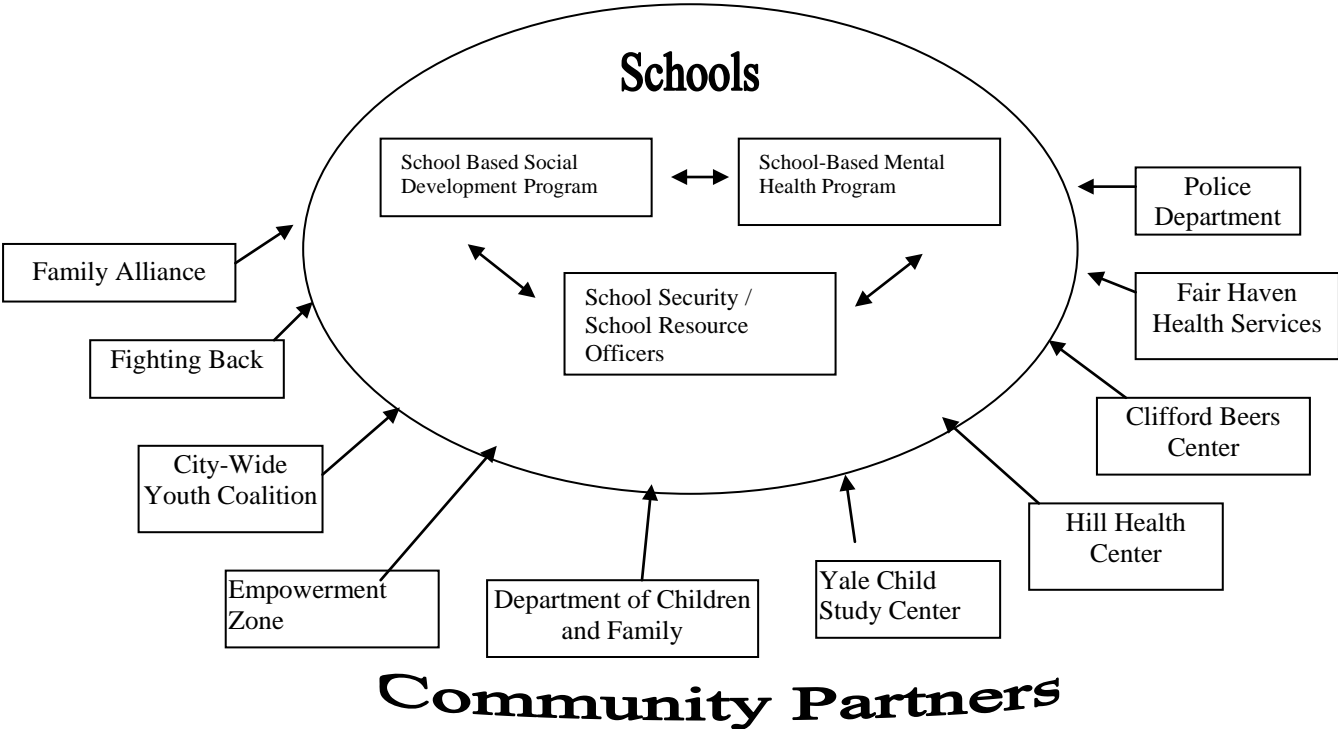 Schools
School Based Social
Development Program
School-Based Mental
Health Program
School Security /
School Resource
Officers
Police
Department
Family Alliance
Fair Haven
Health Services
Fighting Back
Clifford Beers
Center
City-Wide
Youth Coalition
Hill Health
Center
Empowerment
Zone
Department of Children
and Family
Yale Child
Study Center
Community Partners